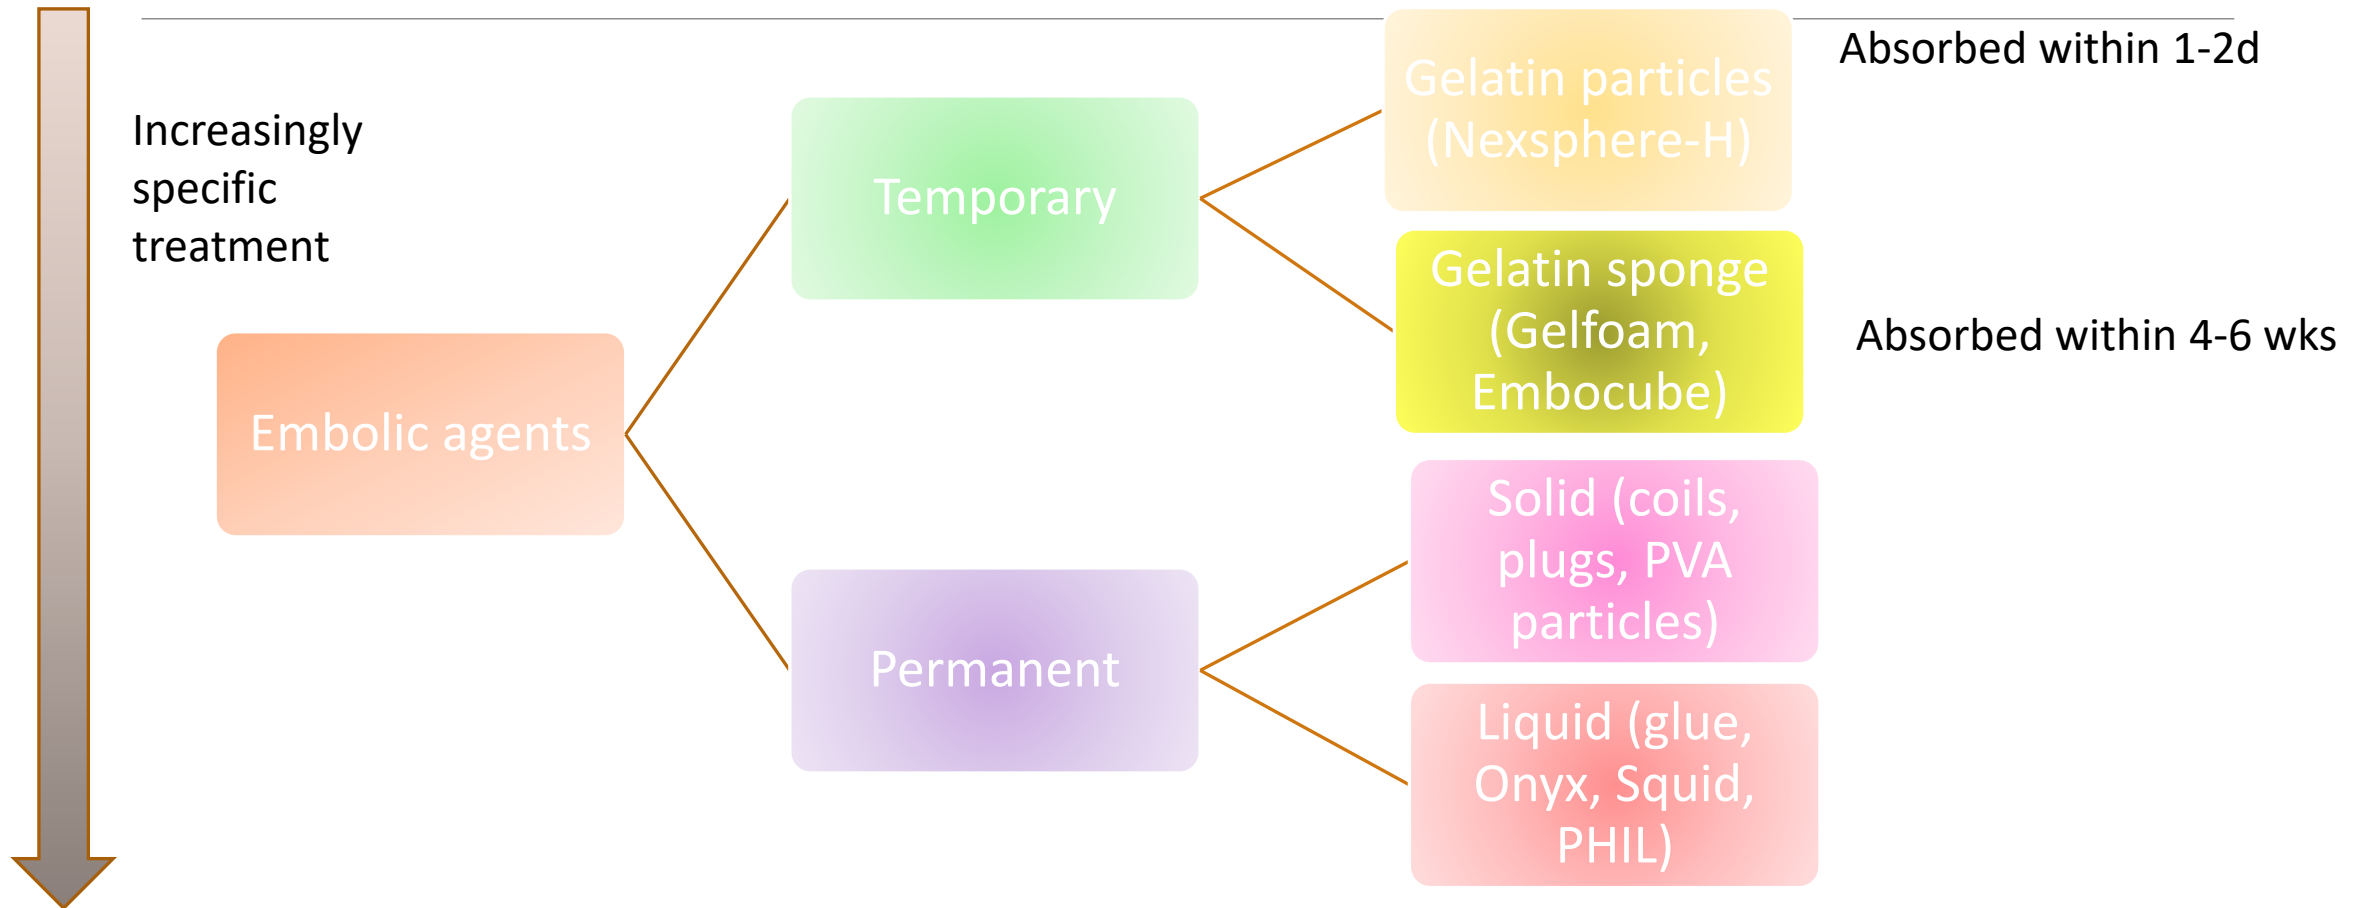 Increasingly
specific
treatment
Embolic agents
Temporary
Permanent
Gelatin particles
(Nexsphere-H)
Absorbed within 1-2d
Gelatin sponge
(Gelfoam,
Embocube)
Absorbed within 4-6 wks
Solid (coils,
plugs, PVA
particles)
Liquid (glue,
Onyx, Squid,
PHIL)